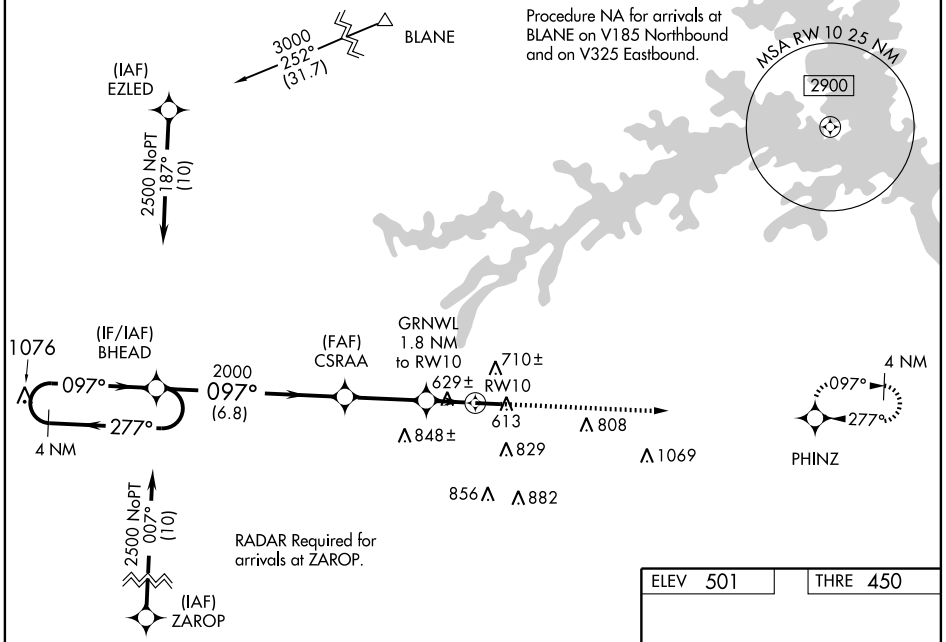 Procedure NA for arrivals at
BLANE on V185 Northbound
and on V325 Eastbound.
MSA RW 10 25 NM
2900
BLANE
3000
252°
(31.7)
(IAF)
EZLED
2500 NoPT
187°
(10)
1076
(IF/IAF)
BHEAD
097°
277°
4 NM
2000
097°
(6.8)
(FAF)
CSRAA
GRNWL
1.8 NM
to RW10
629±
710±
RW10
613
848±
829
808
1069
856
882
4 NM
097°
277°
PHINZ
2500 NoPT
007°
(10)
RADAR Required for
arrivals at ZAROP.
(IAF)
ZAROP
ELEV 501
THRE 450